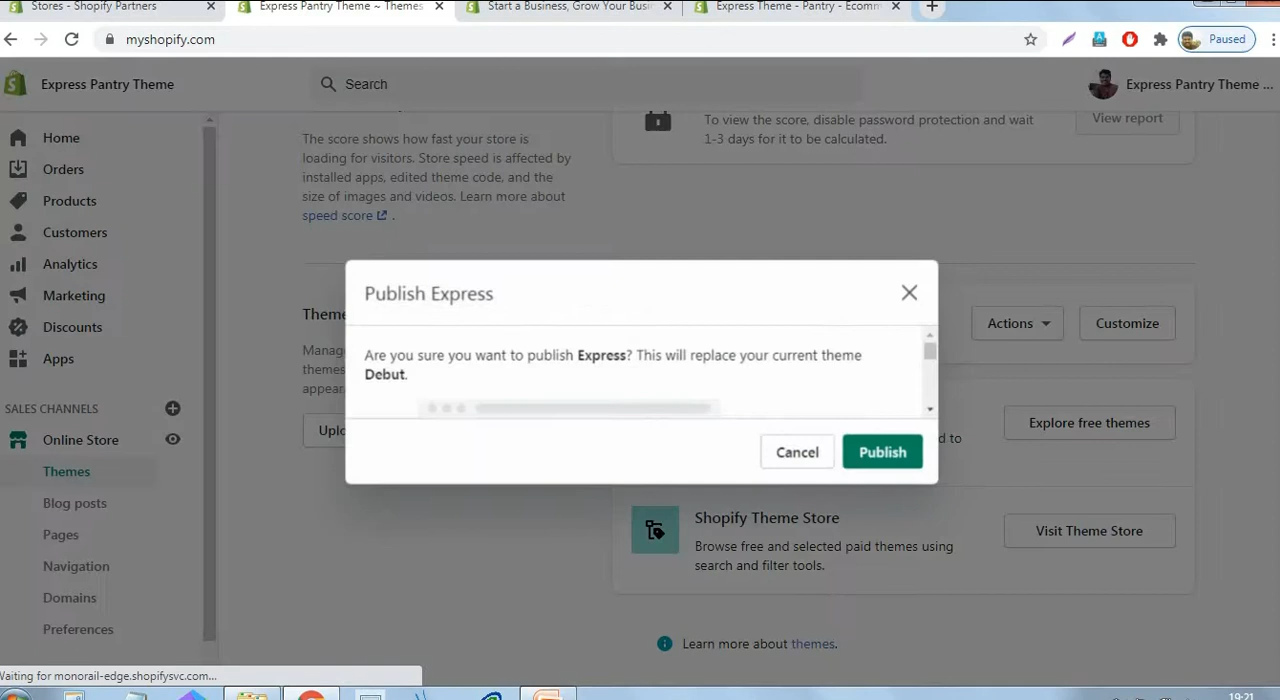 Stores - Shopify Partners
Express Pantry Theme ~ Themes
Start a Business, Grow Your Busi
Express Theme - Pantry - Ecomm
myshopify.com
Paused
Express Pantry Theme
Search
Express Pantry Theme ...
Home
Orders
Products
Customers
Analytics
Marketing
Discounts
Apps
SALES CHANNELS
Online Store
Themes
Blog posts
Pages
Navigation
Domains
Preferences
The score shows how fast your store is
loading for visitors. Store speed is affected by
installed apps, edited theme code, and the
size of images and videos. Learn more about
speed score .
To view the score, disable password protection and wait
1-3 days for it to be calculated.
View report
Theme
Manag
themes
appear
Uplo
Actions
Customize
Publish Express
Are you sure you want to publish Express? This will replace your current theme
Debut.
Cancel
Publish
d to
Explore free themes
Shopify Theme Store
Browse free and selected paid themes using
search and filter tools.
Visit Theme Store
Learn more about themes.
Waiting for monorail-edge.shopifysvc.com...
19:21